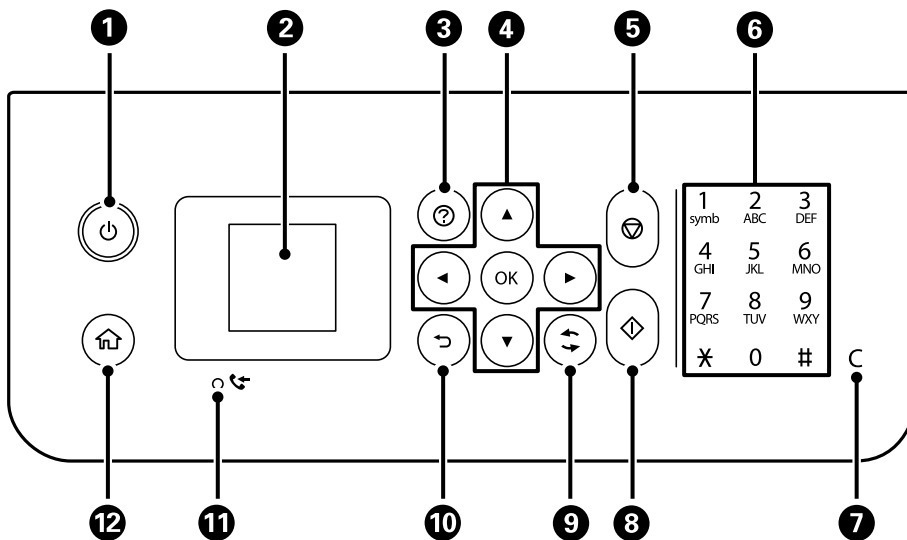 1 2 3 4 5 6
1 2 3
symb ABC DEF
4 5 6
GHI JKL MNO
7 8 9
PQRS TUV WXY
* 0 #
OK
C
12 11 10 9 8 7